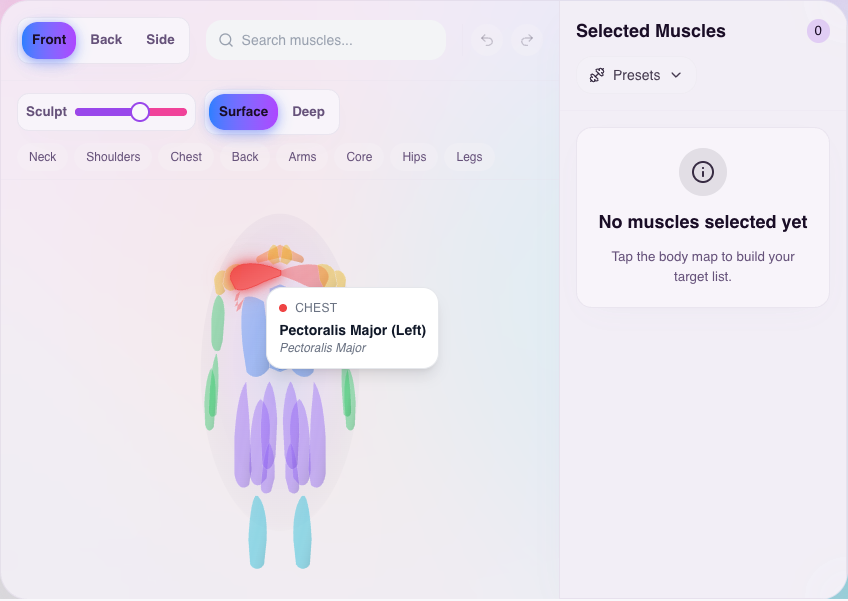 Front
Back
Side
Search muscles...
Sculpt
Surface
Deep
Neck
Shoulders
Chest
Back
Arms
Core
Hips
Legs
CHEST
Pectoralis Major (Left)
Pectoralis Major
Selected Muscles
0
Presets
No muscles selected yet
Tap the body map to build your
target list.